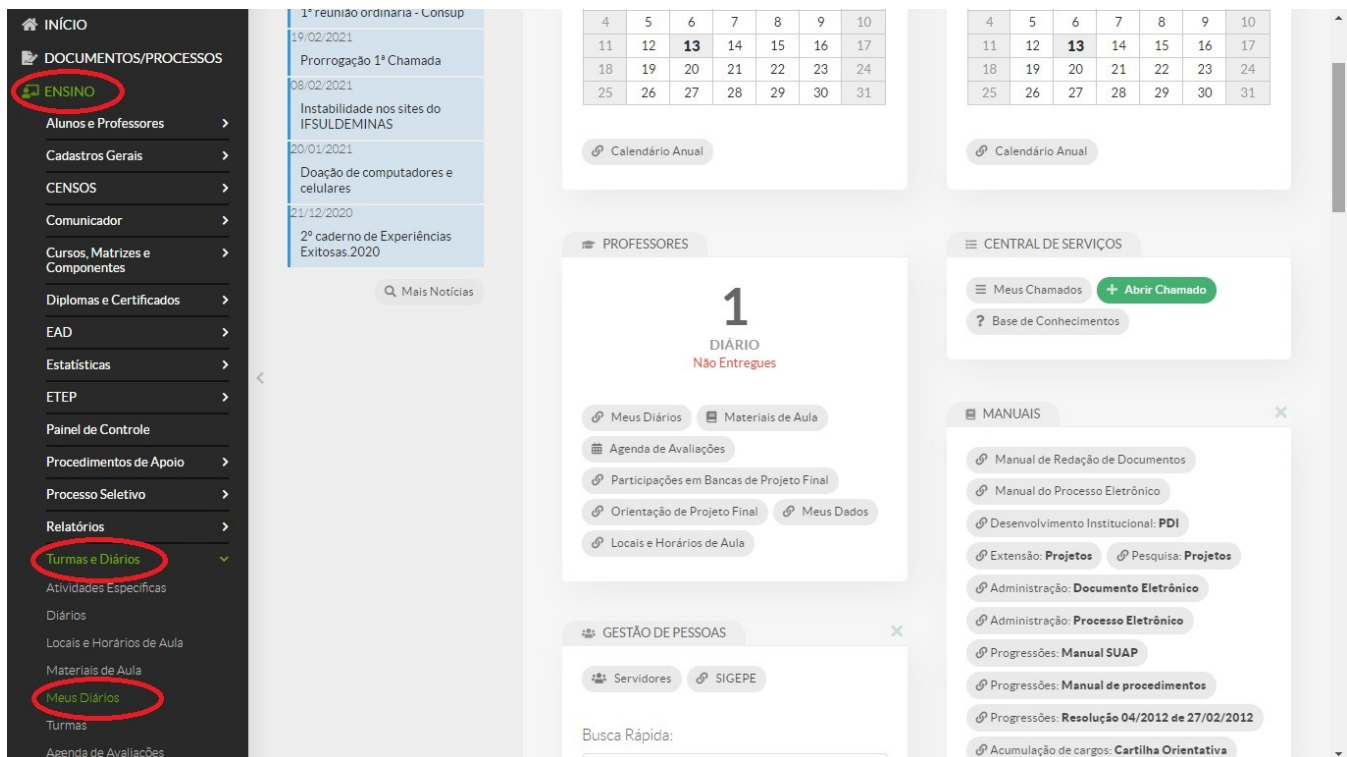 INÍCIO
DOCUMENTOS/PROCESSOS
ENSINO
Alunos e Professores
Cadastros Gerais
CENSOS
Comunicador
Cursos, Matrizes e
Componentes
Diplomas e Certificados
EAD
Estatísticas
ETEP
Painel de Controle
Procedimentos de Apoio
Processo Seletivo
Relatórios
Turmas e Diários
Atividades Específicas
Diários
Locais e Horários de Aula
Materiais de Aula
Meus Diários
Turmas
Agenda de Avaliações
1ª reunião ordinária - Consup
19/02/2021
Prorrogação 1ª Chamada
08/02/2021
Instabilidade nos sites do
IFSULDEMINAS
20/01/2021
Doação de computadores e
celulares
21/12/2020
2º caderno de Experiências
Exitosas.2020
Mais Notícias
4 5 6 7 8 9 10
11 12 13 14 15 16 17
18 19 20 21 22 23 24
25 26 27 28 29 30 31
Calendário Anual
PROFESSORES
1
DIÁRIO
Não Entregues
Meus Diários Materiais de Aula
Agenda de Avaliações
Participações em Bancas de Projeto Final
Orientação de Projeto Final Meus Dados
Locais e Horários de Aula
GESTÃO DE PESSOAS
Servidores SIGEPE
Busca Rápida:
4 5 6 7 8 9 10
11 12 13 14 15 16 17
18 19 20 21 22 23 24
25 26 27 28 29 30 31
Calendário Anual
CENTRAL DE SERVIÇOS
Meus Chamados + Abrir Chamado
? Base de Conhecimentos
MANUAIS
Manual de Redação de Documentos
Manual do Processo Eletrônico
Desenvolvimento Institucional: PDI
Extensão: Projetos Pesquisa: Projetos
Administração: Documento Eletrônico
Administração: Processo Eletrônico
Progressões: Manual SUAP
Progressões: Manual de procedimentos
Progressões: Resolução 04/2012 de 27/02/2012
Acumulação de cargos: Cartilha Orientativa